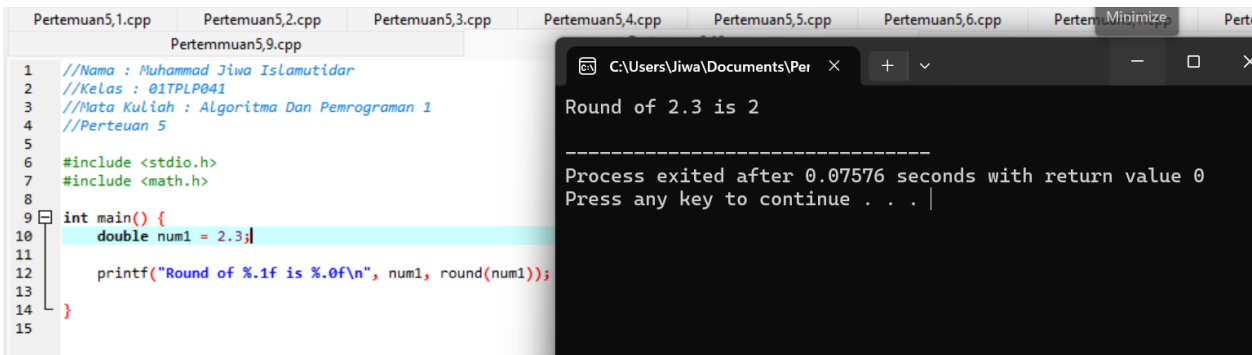 Pertemuan5,1.cpp Pertemuan5,2.cpp Pertemuan5,3.cpp Pertemuan5,4.cpp Pertemuan5,5.cpp Pertemuan5,6.cpp Minimize
Pertemmuan5,9.cpp
1 //Nama : Muhammad Jiwa Islamutidar
2 //Kelas : 01TPLP041
3 //Mata Kuliah : Algoritma Dan Pemrograman 1
4 //Perteuan 5
5
6 #include <stdio.h>
7 #include <math.h>
8
9 int main() {
10 double num1 = 2.3;
11
12 printf("Round of %.1f is %.0f\n", num1, round(num1));
13
14 }
15
C:\Users\Jiwa\Documents\Per
Round of 2.3 is 2
--------------------------------
Process exited after 0.07576 seconds with return value 0
Press any key to continue . . .